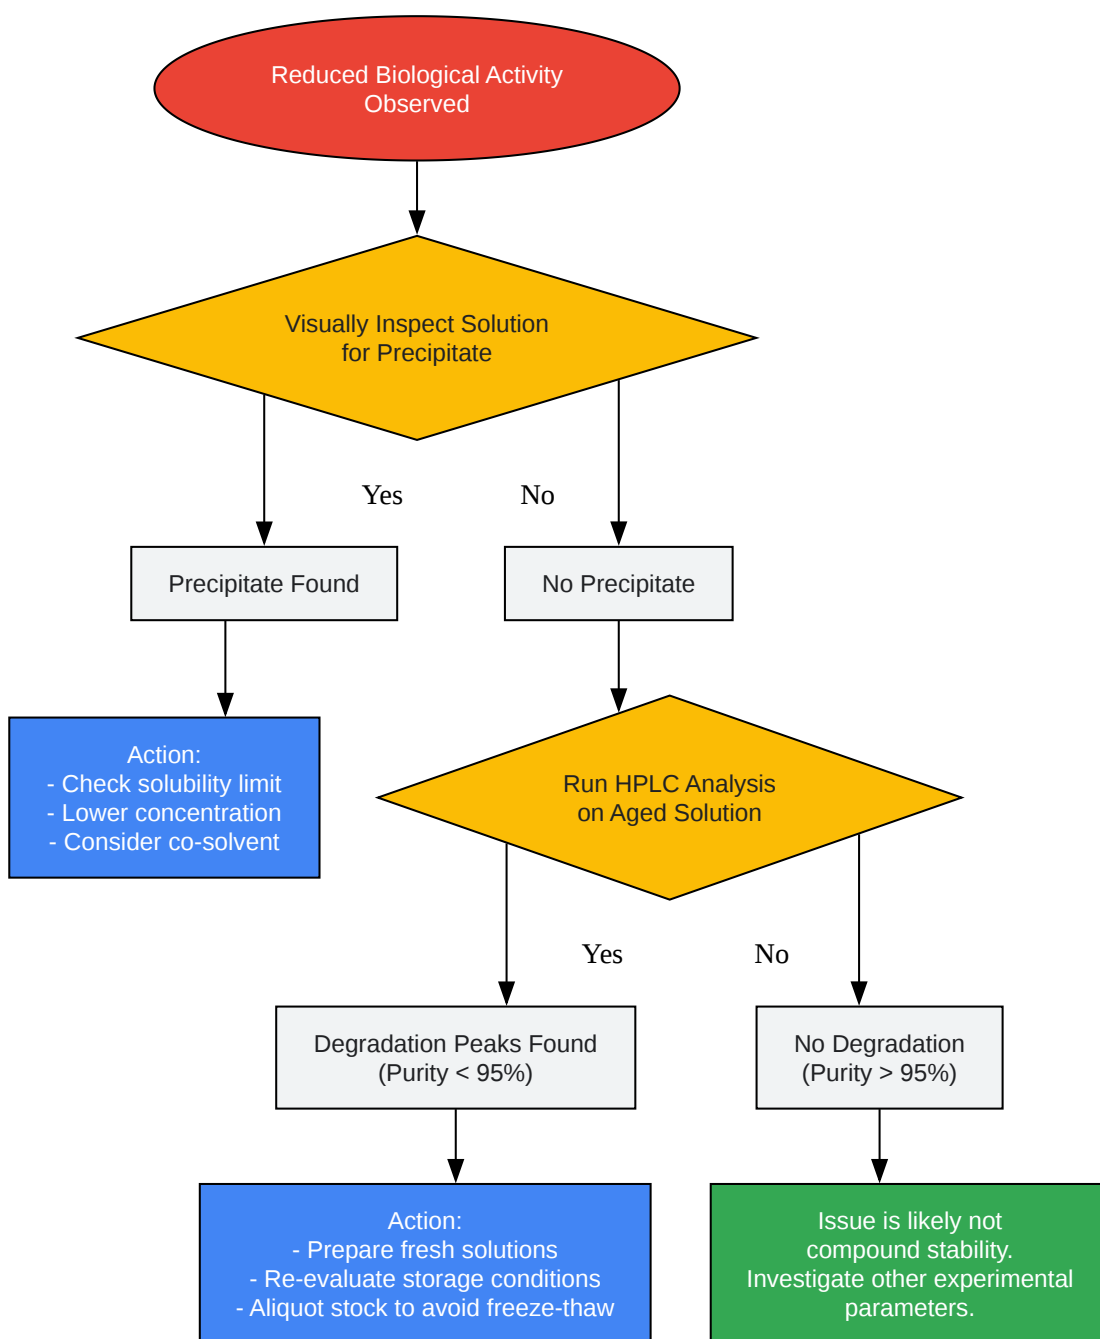 Reduced Biological Activity
Observed
Visually Inspect Solution
for Precipitate
Yes
No
Precipitate Found
No Precipitate
Action:
- Check solubility limit
- Lower concentration
- Consider co-solvent
Run HPLC Analysis
on Aged Solution
Yes
No
Degradation Peaks Found
(Purity < 95%)
No Degradation
(Purity > 95%)
Action:
- Prepare fresh solutions
- Re-evaluate storage conditions
- Aliquot stock to avoid freeze-thaw
Issue is likely not
compound stability.
Investigate other experimental
parameters.